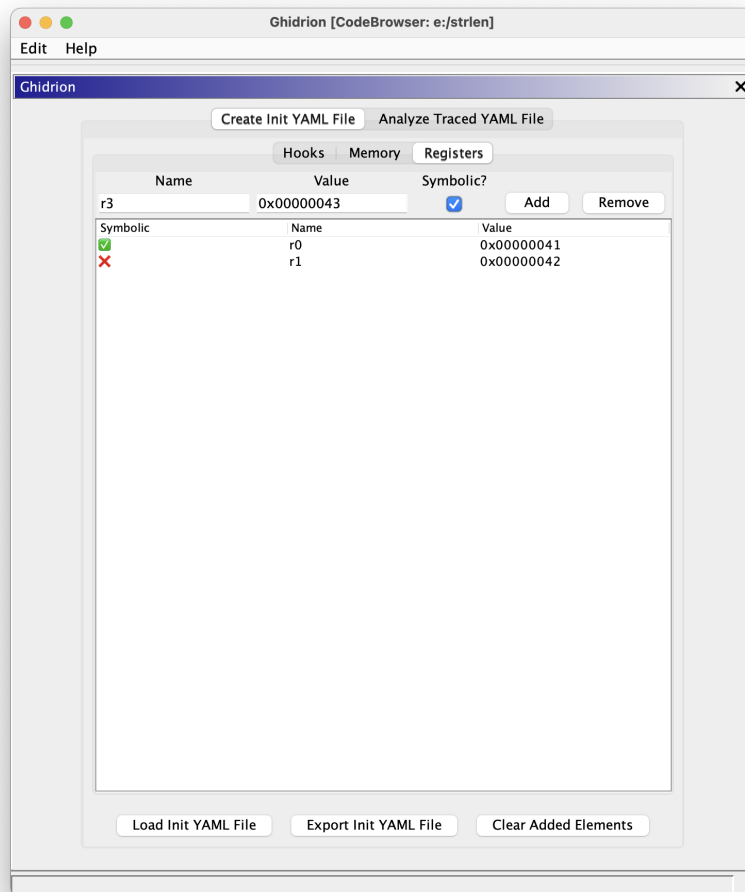 Ghidrion [CodeBrowser: e:/strlen]
Edit Help
Ghidrion
Create Init YAML File Analyze Traced YAML File
Hooks Memory Registers
Name Value Symbolic?
r3 0x00000043 Add Remove
Symbolic Name Value
r0 0x00000041
r1 0x00000042
Load Init YAML File Export Init YAML File Clear Added Elements